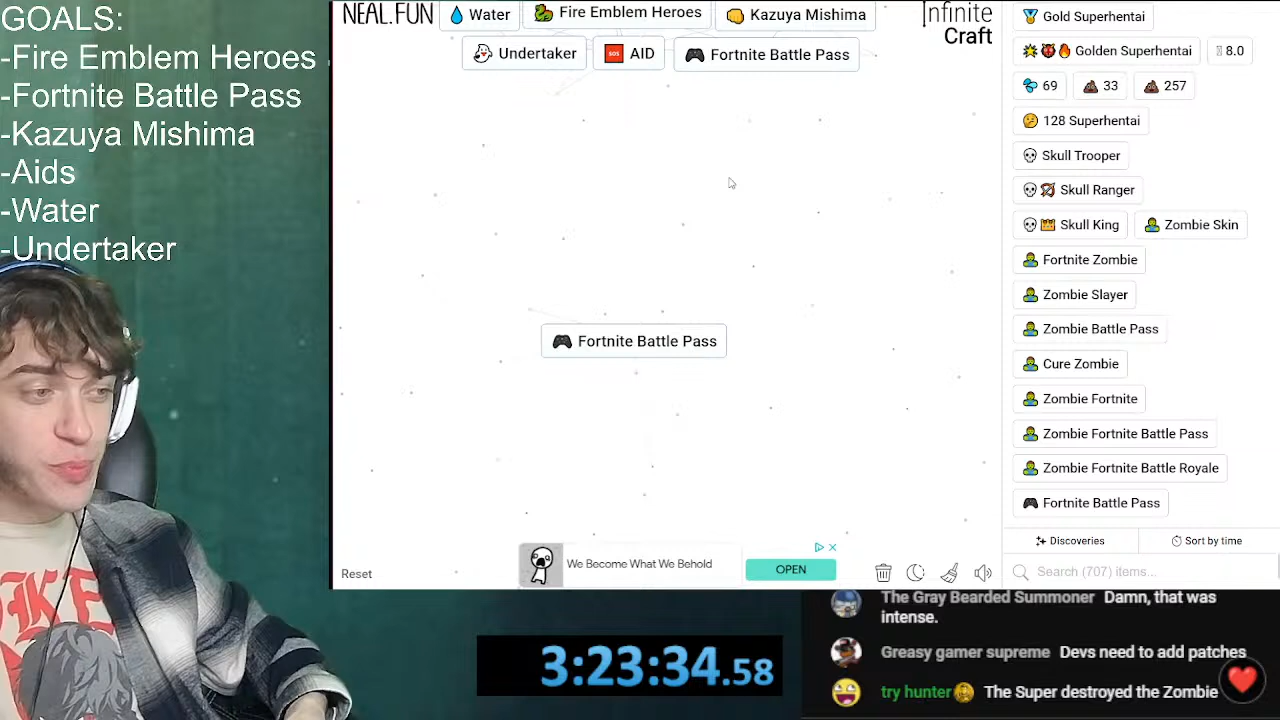 GOALS:
-Fire Emblem Heroes
-Fortnite Battle Pass
-Kazuya Mishima
-Aids
-Water
-Undertaker
NEAL.FUN
Water
Fire Emblem Heroes
Kazuya Mishima
Infinite
Craft
Undertaker
SOS AID
Fortnite Battle Pass
Fortnite Battle Pass
Gold Superhentai
Golden Superhentai
8.0
69
33
257
128 Superhentai
Skull Trooper
Skull Ranger
Skull King
Zombie Skin
Fortnite Zombie
Zombie Slayer
Zombie Battle Pass
Cure Zombie
Zombie Fortnite
Zombie Fortnite Battle Pass
Zombie Fortnite Battle Royale
Fortnite Battle Pass
Discoveries
Sort by time
Search (707) items...
Reset
We Become What We Behold
OPEN
3:23:34.58
The Gray Bearded Summoner Damn, that was
intense.
Greasy gamer supreme Devs need to add patches
try hunter The Super destroyed the Zombie